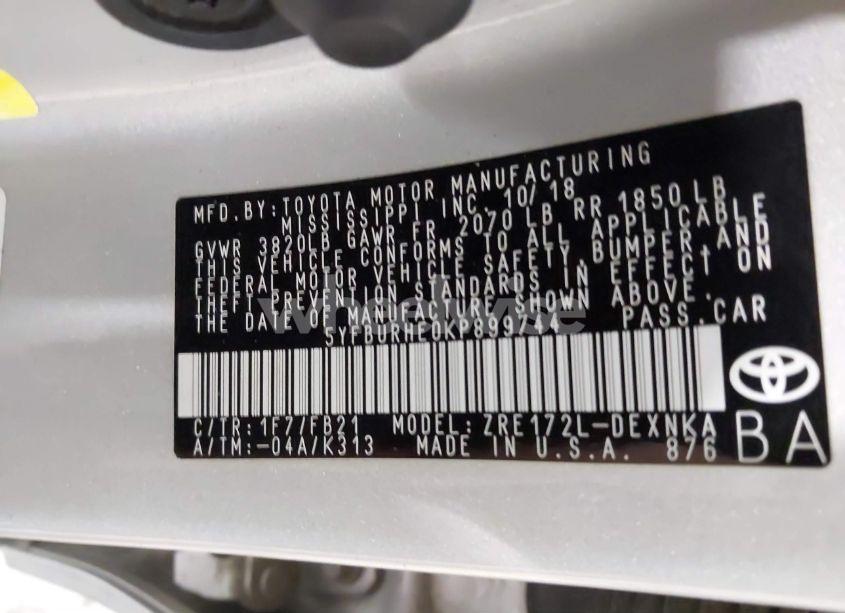 MFD. BY: TOYOTA MOTOR MANUFACTURING
MISSISSIPPI INC. 10/18
GVWR 3820LB GAWR FR 2070 LB RR 1850 LB
THIS VEHICLE CONFORMS TO ALL APPLICABLE
FEDERAL MOTOR VEHICLE SAFETY, BUMPER, AND
THEFT PREVENTION STANDARDS IN EFFECT ON
THE DATE OF MANUFACTURE SHOWN ABOVE.
5YFBURHE0KP899744 PASS. CAR
C/TR: 1F7/FB21 MODEL: ZRE172L-DEXNKA
A/TM: -04A/K313 MADE IN U.S.A. 876
BA
wheelwise